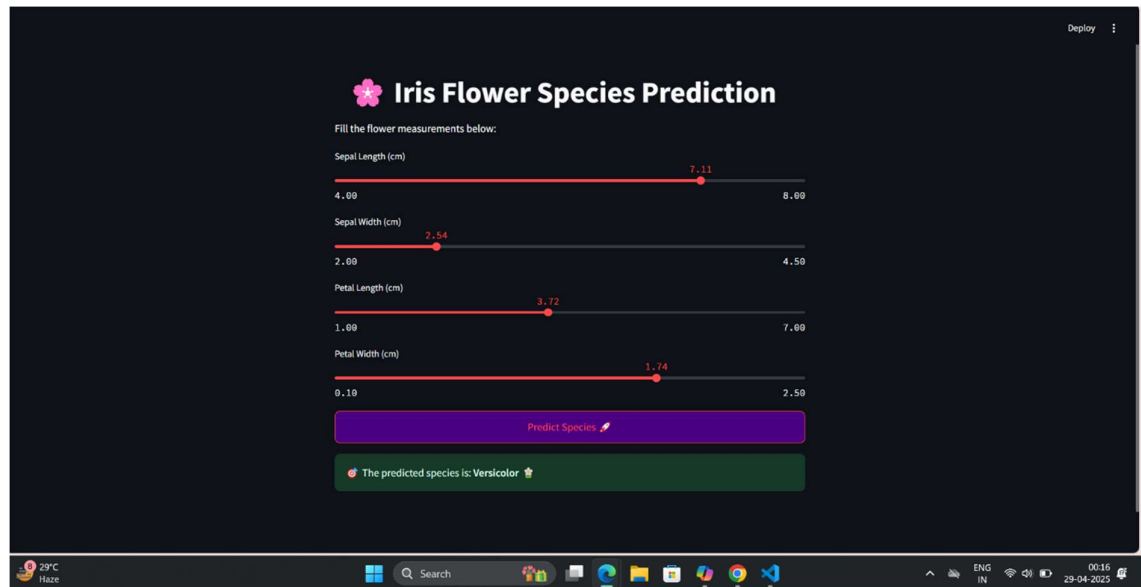 Deploy
Iris Flower Species Prediction
Fill the flower measurements below:
Sepal Length (cm)
7.11
4.00 8.00
Sepal Width (cm)
2.54
2.00 4.50
Petal Length (cm)
3.72
1.00 7.00
Petal Width (cm)
1.74
0.10 2.50
Predict Species 🚀
🎯 The predicted species is: Versicolor
8
29°C
Haze
Search
ENG
IN
00:16
29-04-2025